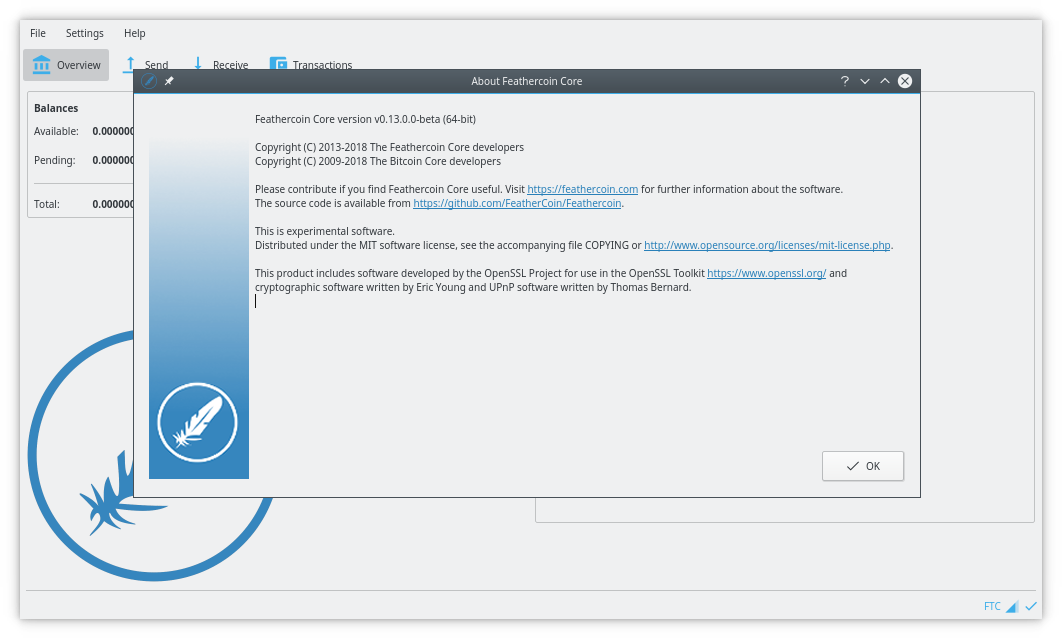 File Settings Help
Overview Send Receive Transactions
About Feathercoin Core
Balances
Available: 0.000000
Pending: 0.000000
Total: 0.000000
Feathercoin Core version v0.13.0.0-beta (64-bit)
Copyright (C) 2013-2018 The Feathercoin Core developers
Copyright (C) 2009-2018 The Bitcoin Core developers
Please contribute if you find Feathercoin Core useful. Visit https://feathercoin.com for further information about the software.
The source code is available from https://github.com/FeatherCoin/Feathercoin.
This is experimental software.
Distributed under the MIT software license, see the accompanying file COPYING or http://www.opensource.org/licenses/mit-license.php.
This product includes software developed by the OpenSSL Project for use in the OpenSSL Toolkit https://www.openssl.org/ and
cryptographic software written by Eric Young and UPnP software written by Thomas Bernard.
OK
FTC